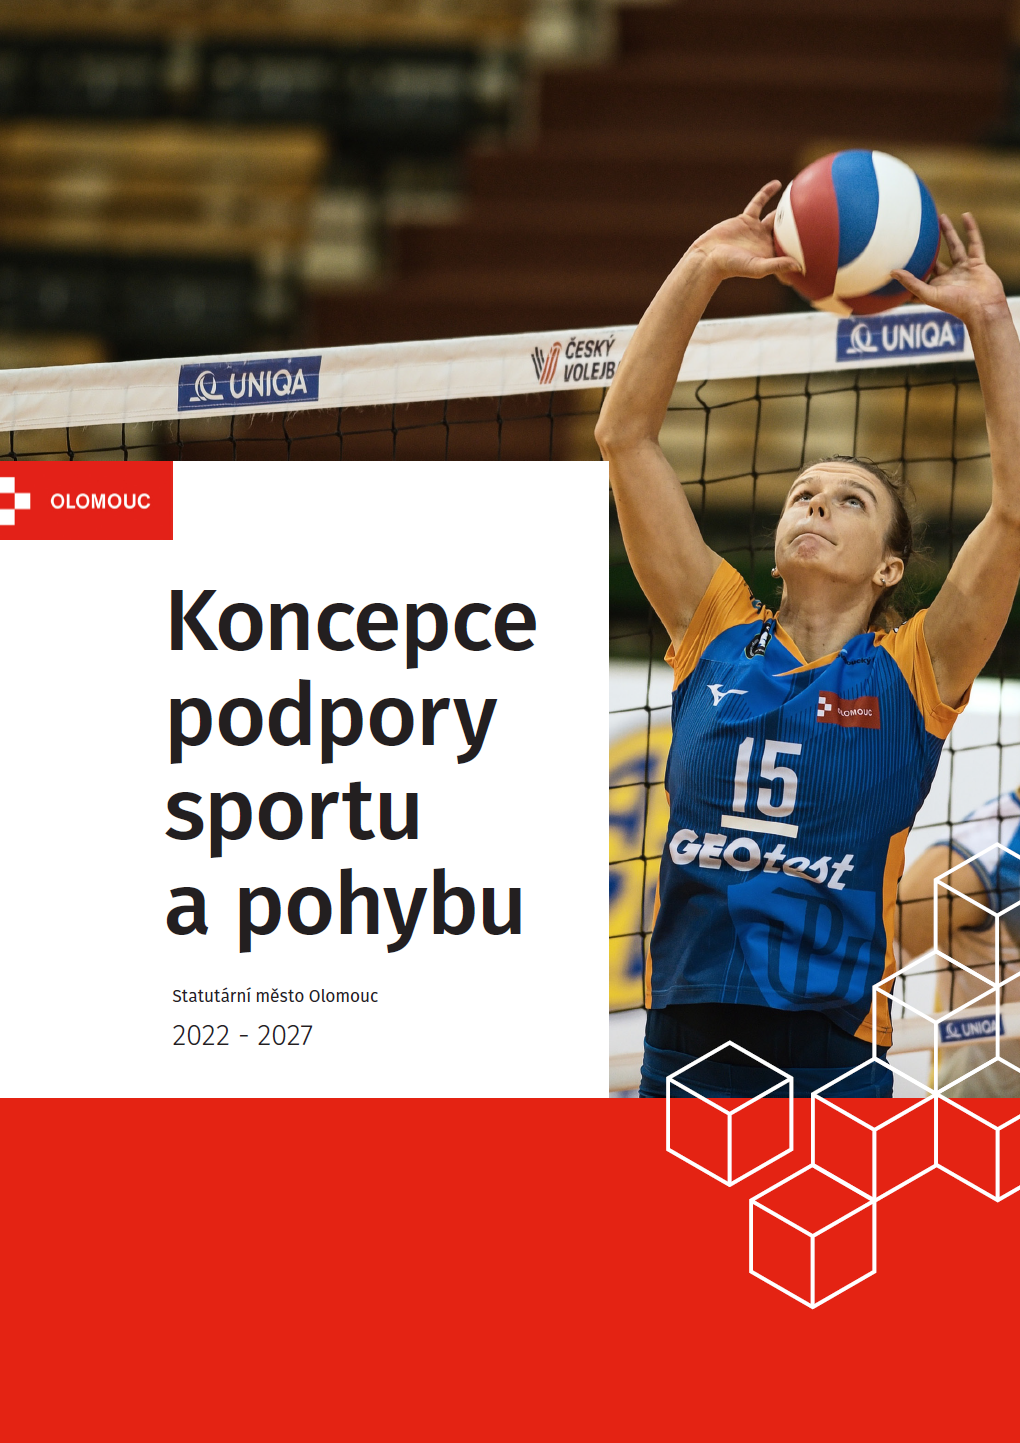 UNIQA
ČESKÝ
VOLEJB
UNIQA
OLOMOUC
Koncepce
podpory
sportu
a pohybu
Statutární město Olomouc
2022 - 2027
OLOMOUC
15
GEOtest
UNIQA